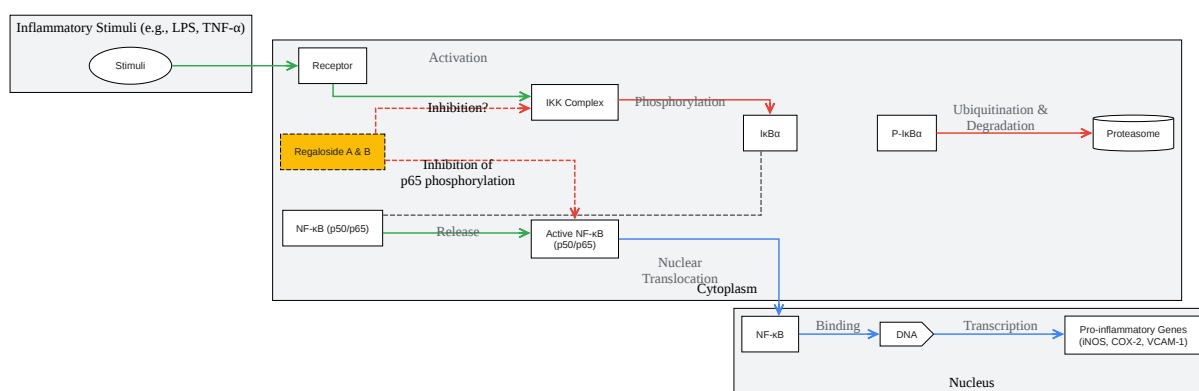 Inflammatory Stimuli (e.g., LPS, TNF-α)
Stimuli
Receptor
Activation
IKK Complex
Inhibition?
Phosphorylation
IκBα
P-IκBα
Ubiquitination &
Degradation
Proteasome
Regaloside A & B
Inhibition of
p65 phosphorylation
NF-κB (p50/p65)
Release
Active NF-κB
(p50/p65)
Nuclear
Translocation
Cytoplasm
NF-κB
Binding
DNA
Transcription
Pro-inflammatory Genes
(iNOS, COX-2, VCAM-1)
Nucleus